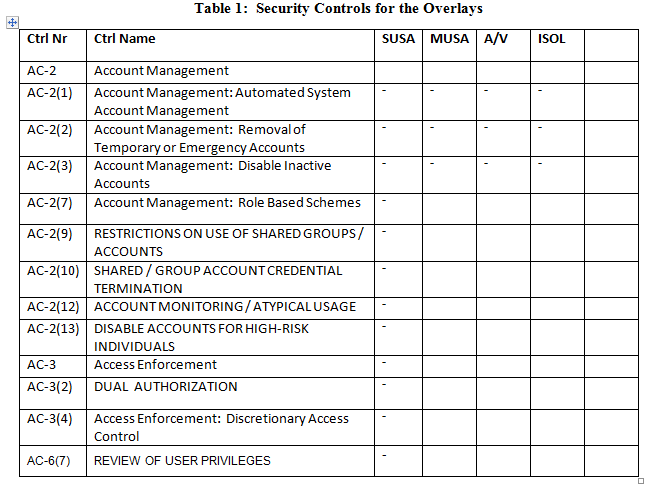 Table 1:  Security Controls for the Overlays
Ctrl Nr Ctrl Name SUSA MUSA A/V ISOL
AC-2 Account Management
AC-2(1) Account Management: Automated System - - - -
Account Management
AC-2(2) Account Management:  Removal of - - - -
Temporary or Emergency Accounts
AC-2(3) Account Management:  Disable Inactive - - - -
Accounts
AC-2(7) Account Management:  Role Based Schemes -
AC-2(9) RESTRICTIONS ON USE OF SHARED GROUPS / -
ACCOUNTS
AC-2(10) SHARED / GROUP ACCOUNT CREDENTIAL -
TERMINATION
AC-2(12) ACCOUNT MONITORING / ATYPICAL USAGE -
AC-2(13) DISABLE ACCOUNTS FOR HIGH-RISK -
INDIVIDUALS
AC-3 Access Enforcement -
AC-3(2) DUAL  AUTHORIZATION -
AC-3(4) Access Enforcement:  Discretionary Access -
Control
AC-6(7) REVIEW OF USER PRIVILEGES -